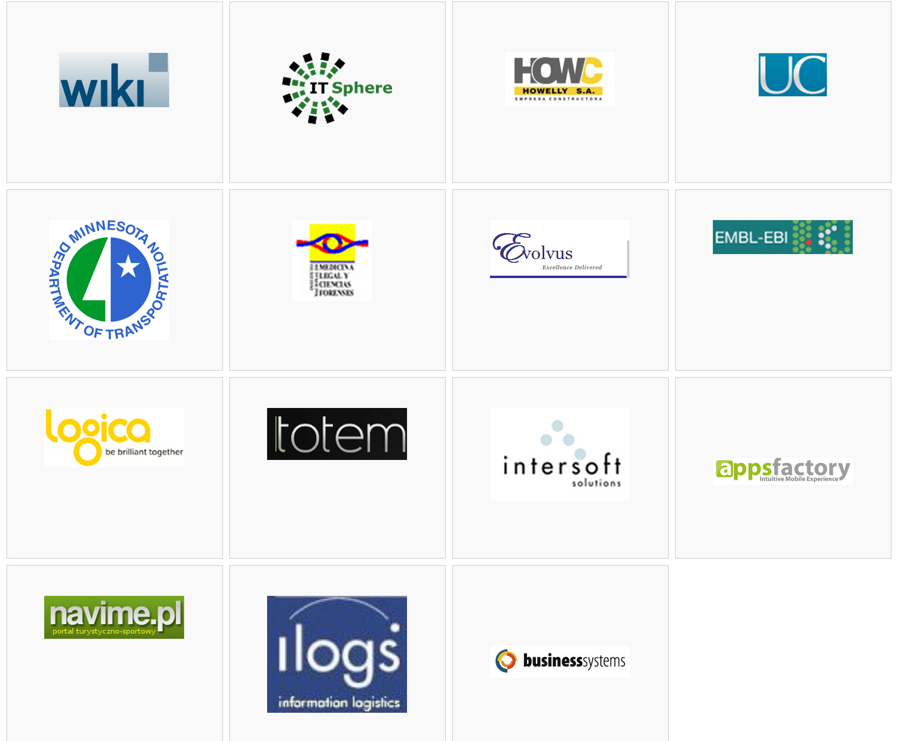 wiki
IT Sphere
HOWC
HOWELLY S.A.
EMPRESA CONSTRUCTORA
UC
MINNESOTA
DEPARTMENT OF TRANSPORTATION
MEDICINA
LEGAL Y
CIENCIAS
FORENSES
Evolvus
Excellence Delivered
EMBL-EBI
logica
be brilliant together
totem
intersoft
solutions
appsfactory
Intuitive Mobile Experience
navime.pl
portal turystyczno-sportowy
ilogs
information logistics
businesssystems